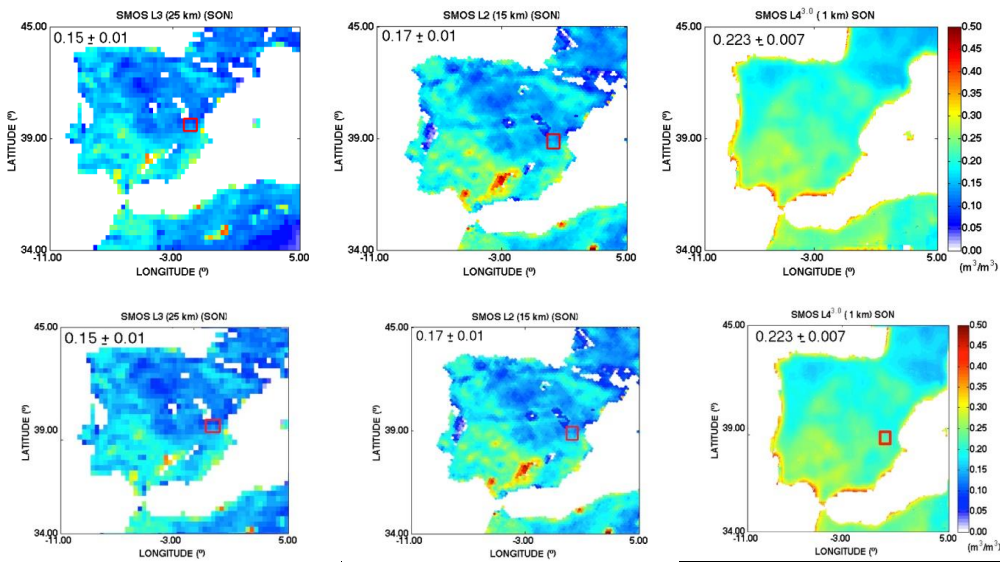 SMOS L3 (25 km) (SON)
45.00
0.15 ± 0.01
LATITUDE (º)
39.00
34.00
-11.00
-3.00
5.00
LONGITUDE (º)
SMOS L2 (15 km) (SON)
45.00
0.17 ± 0.01
LATITUDE (º)
39.00
34.00
-11.00
-3.00
5.00
LONGITUDE (º)
SMOS L4³·⁰ ( 1 km) SON
45.00
0.223 ± 0.007
LATITUDE (º)
39.00
34.00
-11.00
-3.00
5.00
LONGITUDE (º)
0.50
0.45
0.40
0.35
0.30
0.25
0.20
0.15
0.10
0.05
0.00
(m³/m³)
SMOS L3 (25 km) (SON)
45.00
0.15 ± 0.01
LATITUDE (º)
39.00
34.00
-11.00
-3.00
5.00
LONGITUDE (º)
SMOS L2 (15 km) (SON)
45.00
0.17 ± 0.01
LATITUDE (º)
39.00
34.00
-11.00
-3.00
5.00
LONGITUDE (º)
SMOS L4³·⁰ ( 1 km) SON
45.00
0.223 ± 0.007
LATITUDE (º)
39.00
34.00
-11.00
-3.00
5.00
LONGITUDE (º)
0.50
0.45
0.40
0.35
0.30
0.25
0.20
0.15
0.10
0.05
0.00
(m³/m³)